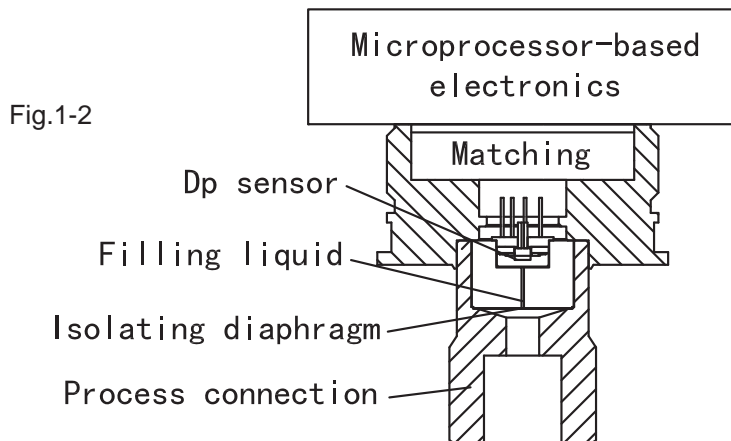 Microprocessor-based
electronics
Fig.1-2
Matching
Dp sensor
Filling liquid
Isolating diaphragm
Process connection